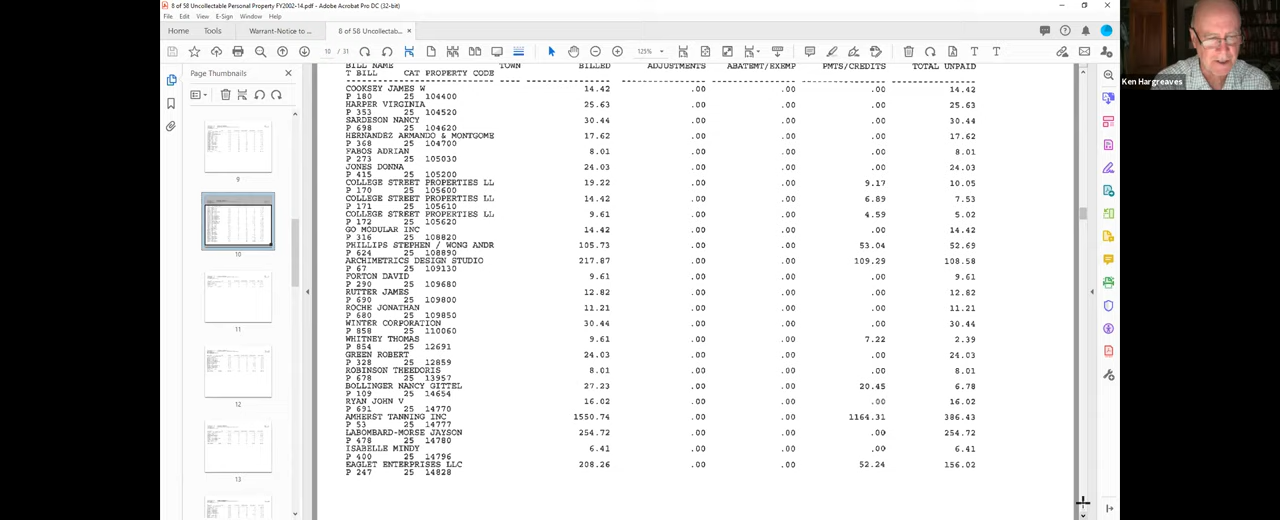 8 of 58 Uncollectable Personal Property FY2002-14.pdf - Adobe Acrobat Pro DC (32-bit)
File Edit View E-Sign Window Help
Home Tools Warrant-Notice to ... 8 of 58 Uncollectabl... ×
10 / 31 125%
Page Thumbnails
9
10
11
12
13
BILL NAME TOWN BILLED ADJUSTMENTS ABATEMT/EXEMP PMTS/CREDITS TOTAL UNPAID
T BILL CAT PROPERTY CODE
COOKSEY JAMES W 14.42 .00 .00 .00 14.42
P 180 25 104400
HARPER VIRGINIA 25.63 .00 .00 .00 25.63
P 353 25 104520
SARDESON NANCY 30.44 .00 .00 .00 30.44
P 698 25 104620
HERNANDEZ ARMANDO & MONTGOME 17.62 .00 .00 .00 17.62
P 368 25 104700
FABOS ADRIAN 8.01 .00 .00 .00 8.01
P 273 25 105030
JONES DONNA 24.03 .00 .00 .00 24.03
P 415 25 105200
COLLEGE STREET PROPERTIES LL 19.22 .00 .00 9.17 10.05
P 170 25 105600
COLLEGE STREET PROPERTIES LL 14.42 .00 .00 6.89 7.53
P 171 25 105610
COLLEGE STREET PROPERTIES LL 9.61 .00 .00 4.59 5.02
P 172 25 105620
GO MODULAR INC 14.42 .00 .00 .00 14.42
P 316 25 108820
PHILLIPS STEPHEN / WONG ANDR 105.73 .00 .00 53.04 52.69
P 624 25 108890
ARCHIMETRICS DESIGN STUDIO 217.87 .00 .00 109.29 108.58
P 67 25 109130
FORTON DAVID 9.61 .00 .00 .00 9.61
P 290 25 109680
RUTTER JAMES 12.82 .00 .00 .00 12.82
P 690 25 109800
ROCHE JONATHAN 11.21 .00 .00 .00 11.21
P 680 25 109850
WINTER CORPORATION 30.44 .00 .00 .00 30.44
P 858 25 110060
WHITNEY THOMAS 9.61 .00 .00 7.22 2.39
P 854 25 12691
GREEN ROBERT 24.03 .00 .00 .00 24.03
P 328 25 12859
ROBINSON THEEDORIS 8.01 .00 .00 .00 8.01
P 678 25 13957
BOLLINGER NANCY GITTEL 27.23 .00 .00 20.45 6.78
P 109 25 14654
RYAN JOHN V 16.02 .00 .00 .00 16.02
P 691 25 14770
AMHERST TANNING INC 1550.74 .00 .00 1164.31 386.43
P 53 25 14777
LABOMBARD-MORSE JAYSON 254.72 .00 .00 .00 254.72
P 478 25 14780
ISABELLE MINDY 6.41 .00 .00 .00 6.41
P 400 25 14796
EAGLET ENTERPRISES LLC 208.26 .00 .00 52.24 156.02
P 247 25 14828
Ken Hargreaves